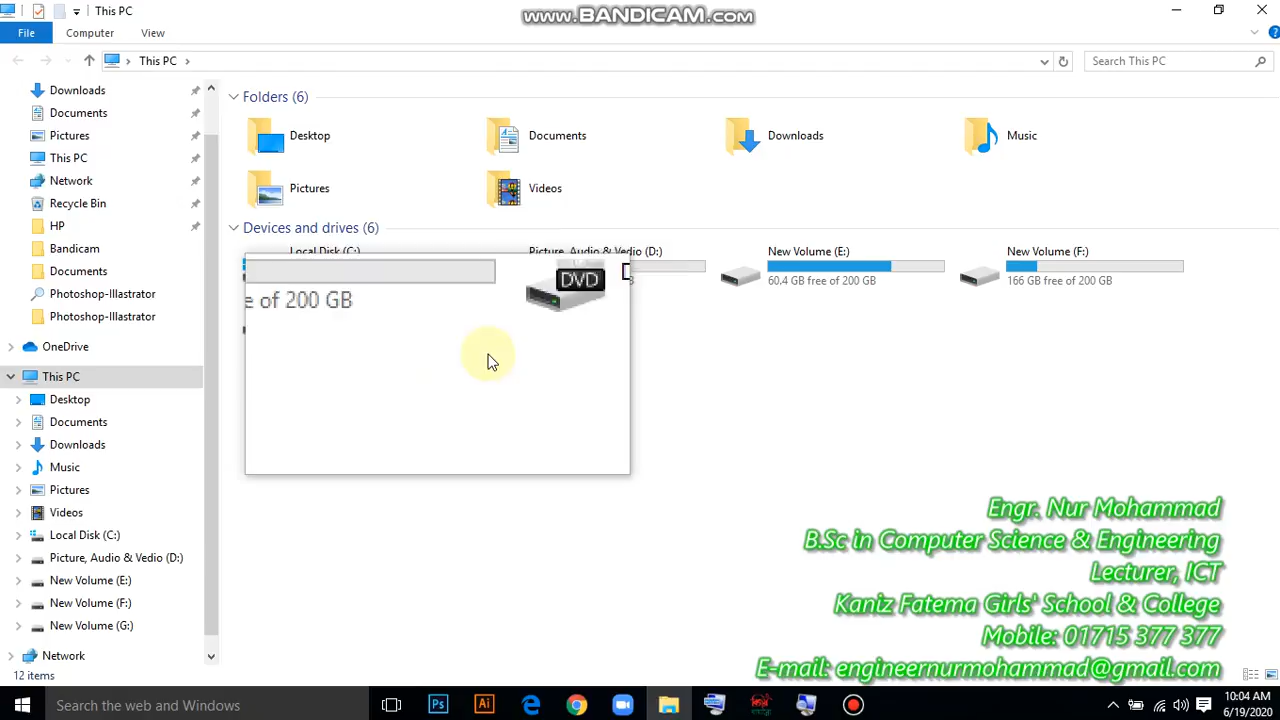 This PC
www.BANDICAM.com
File
Computer
View
This PC
Search This PC
Downloads
Documents
Pictures
This PC
Network
Recycle Bin
HP
Bandicam
Documents
Photoshop-Illustrator
Photoshop-Illustrator
OneDrive
This PC
Desktop
Documents
Downloads
Music
Pictures
Videos
Local Disk (C:)
Picture, Audio & Vedio (D:)
New Volume (E:)
New Volume (F:)
New Volume (G:)
Network
12 items
Folders (6)
Desktop
Documents
Downloads
Music
Pictures
Videos
Devices and drives (6)
Local Disk (C:)
Picture, Audio & Vedio (D:)
New Volume (E:)
60.4 GB free of 200 GB
New Volume (F:)
166 GB free of 200 GB
e of 200 GB
DVD
Engr. Nur Mohammad
B.Sc in Computer Science & Engineering
Lecturer, ICT
Kaniz Fatema Girls' School & College
Mobile: 01715 377 377
E-mail: engineernurmohammad@gmail.com
Search the web and Windows
Ps
Ai
10:04 AM
6/19/2020